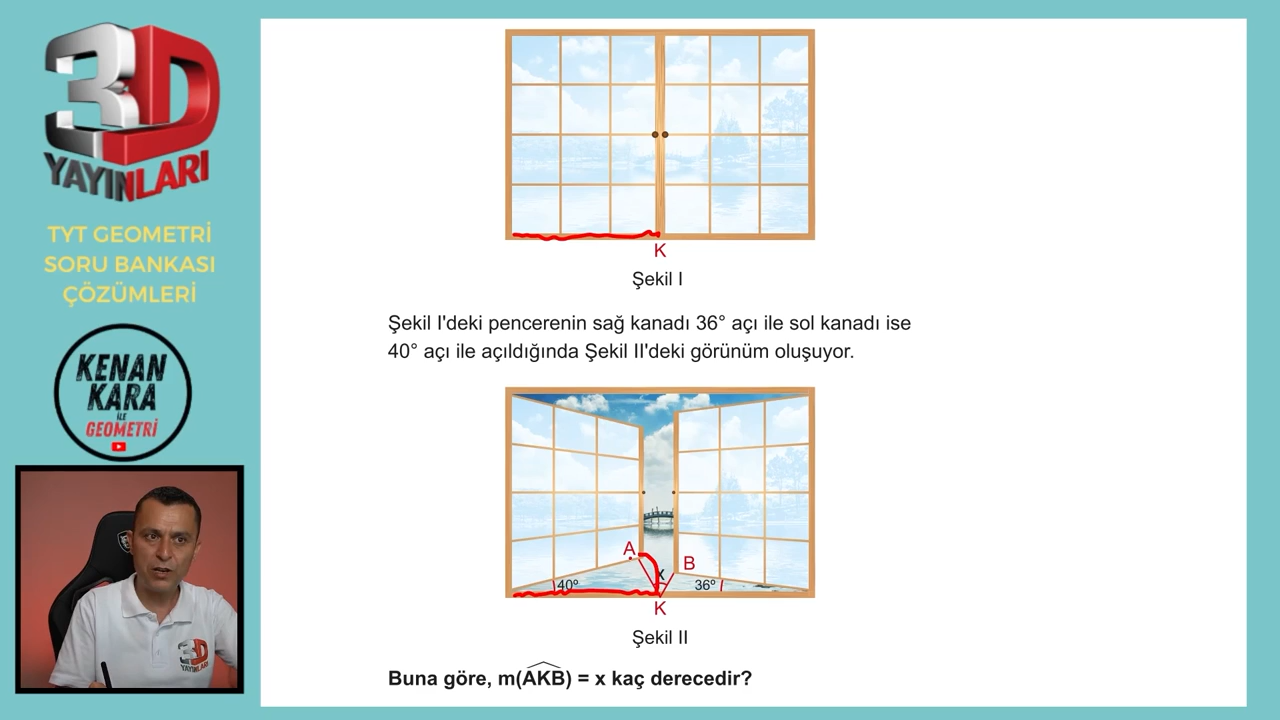 3D
YAYINLARI
TYT GEOMETRİ
SORU BANKASI
ÇÖZÜMLERİ
KENAN
KARA
İLE
GEOMETRİ
3D
YAYINLARI
K
Şekil I
Şekil I'deki pencerenin sağ kanadı 36° açı ile sol kanadı ise
40° açı ile açıldığında Şekil II'deki görünüm oluşuyor.
A
B
x
40°
36°
K
Şekil II
Buna göre, m(AKB) = x kaç derecedir?